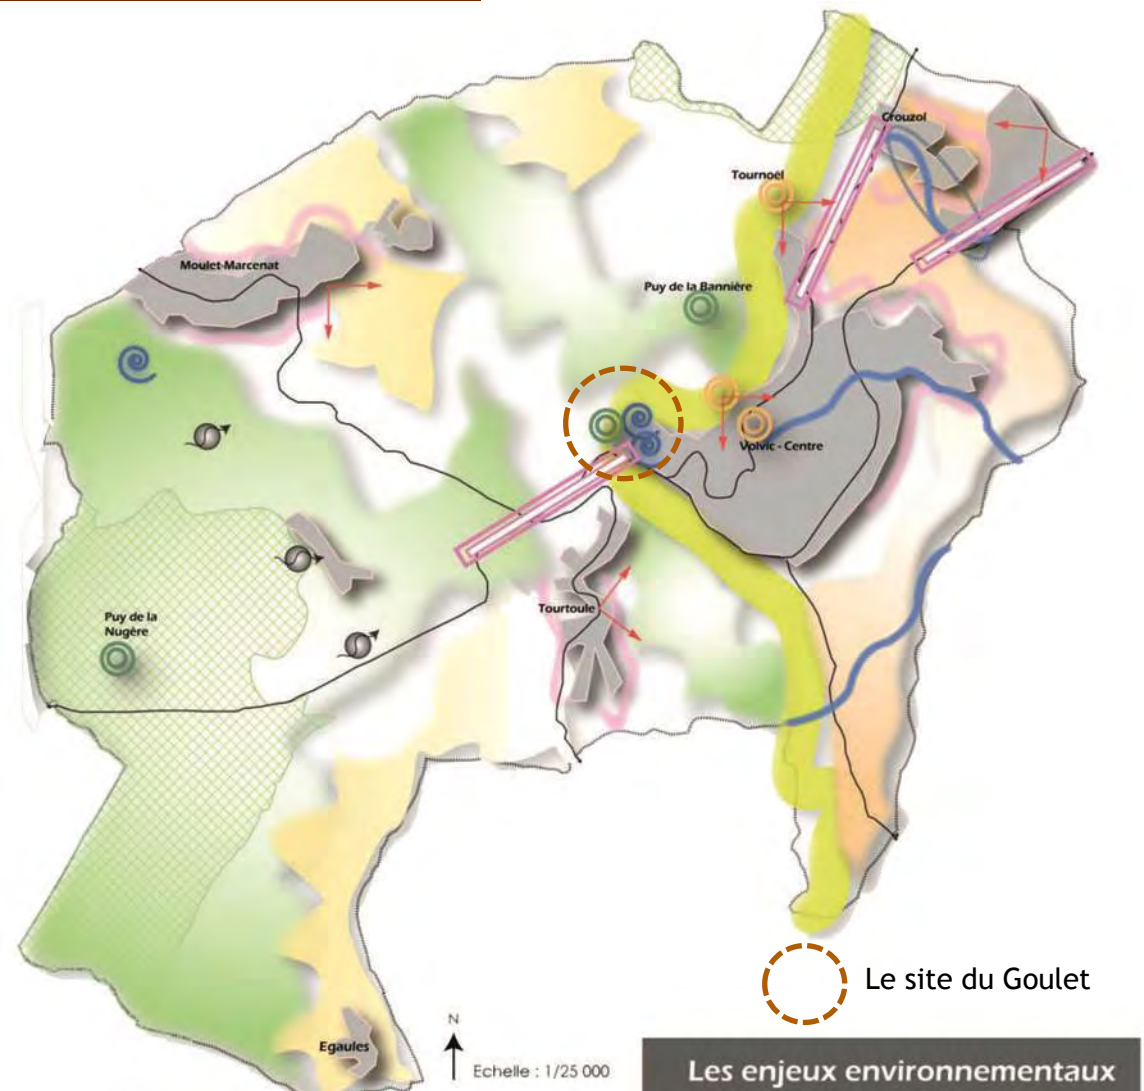 Crouzol
Tournoël
Moulet-Marcenat
Puy de la Bannière
Volvic - Centre
Puy de la
Nugère
Tourtoule
Le site du Goulet
Egaules
N
Echelle : 1/25 000
Les enjeux environnementaux